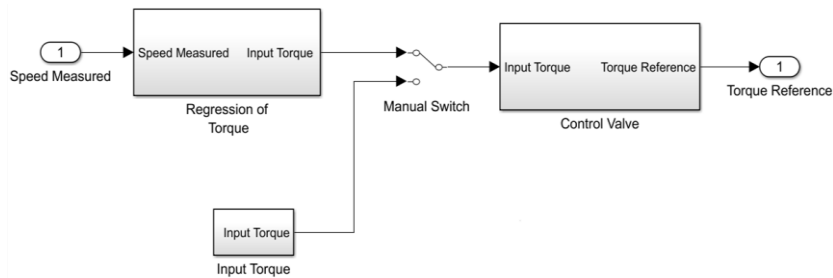 1
Speed Measured
Speed Measured
Input Torque
Regression of
Torque
Manual Switch
Input Torque
Torque Reference
Control Valve
1
Torque Reference
Input Torque
Input Torque